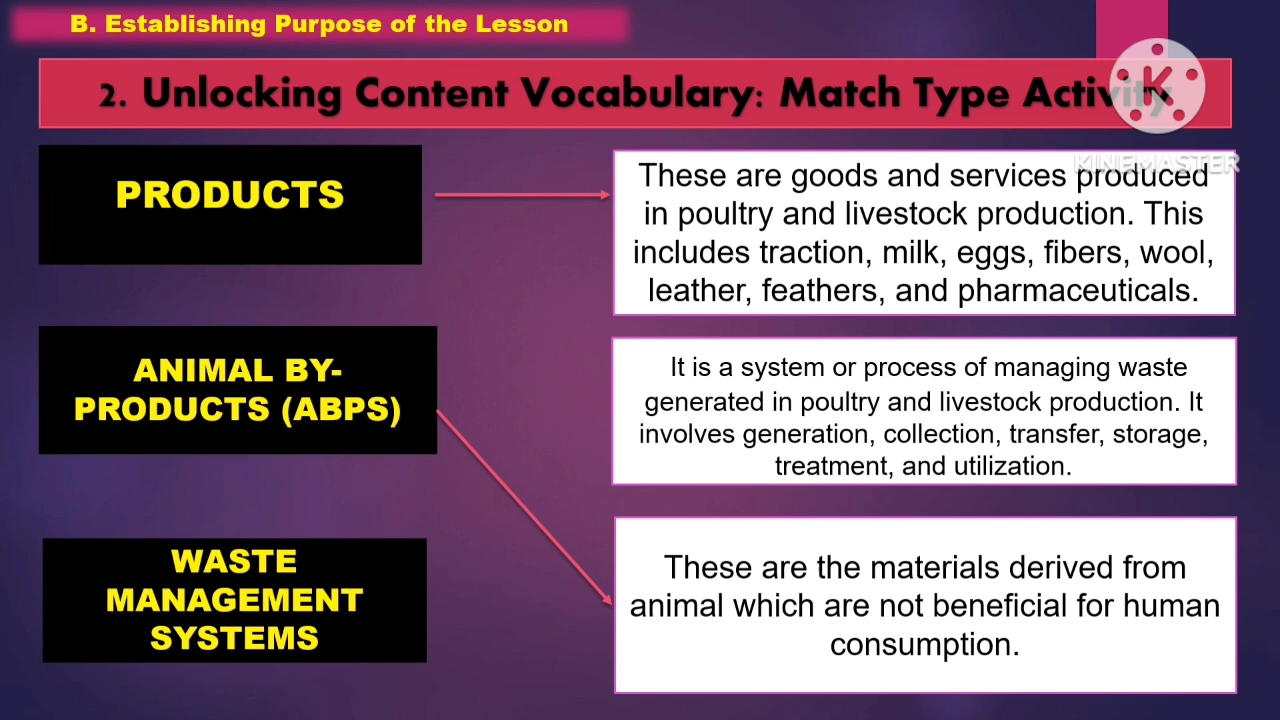 B. Establishing Purpose of the Lesson
2. Unlocking Content Vocabulary: Match Type Activity
K
KINEMASTER
PRODUCTS
These are goods and services produced
in poultry and livestock production. This
includes traction, milk, eggs, fibers, wool,
leather, feathers, and pharmaceuticals.
ANIMAL BY-
PRODUCTS (ABPS)
It is a system or process of managing waste
generated in poultry and livestock production. It
involves generation, collection, transfer, storage,
treatment, and utilization.
WASTE
MANAGEMENT
SYSTEMS
These are the materials derived from
animal which are not beneficial for human
consumption.